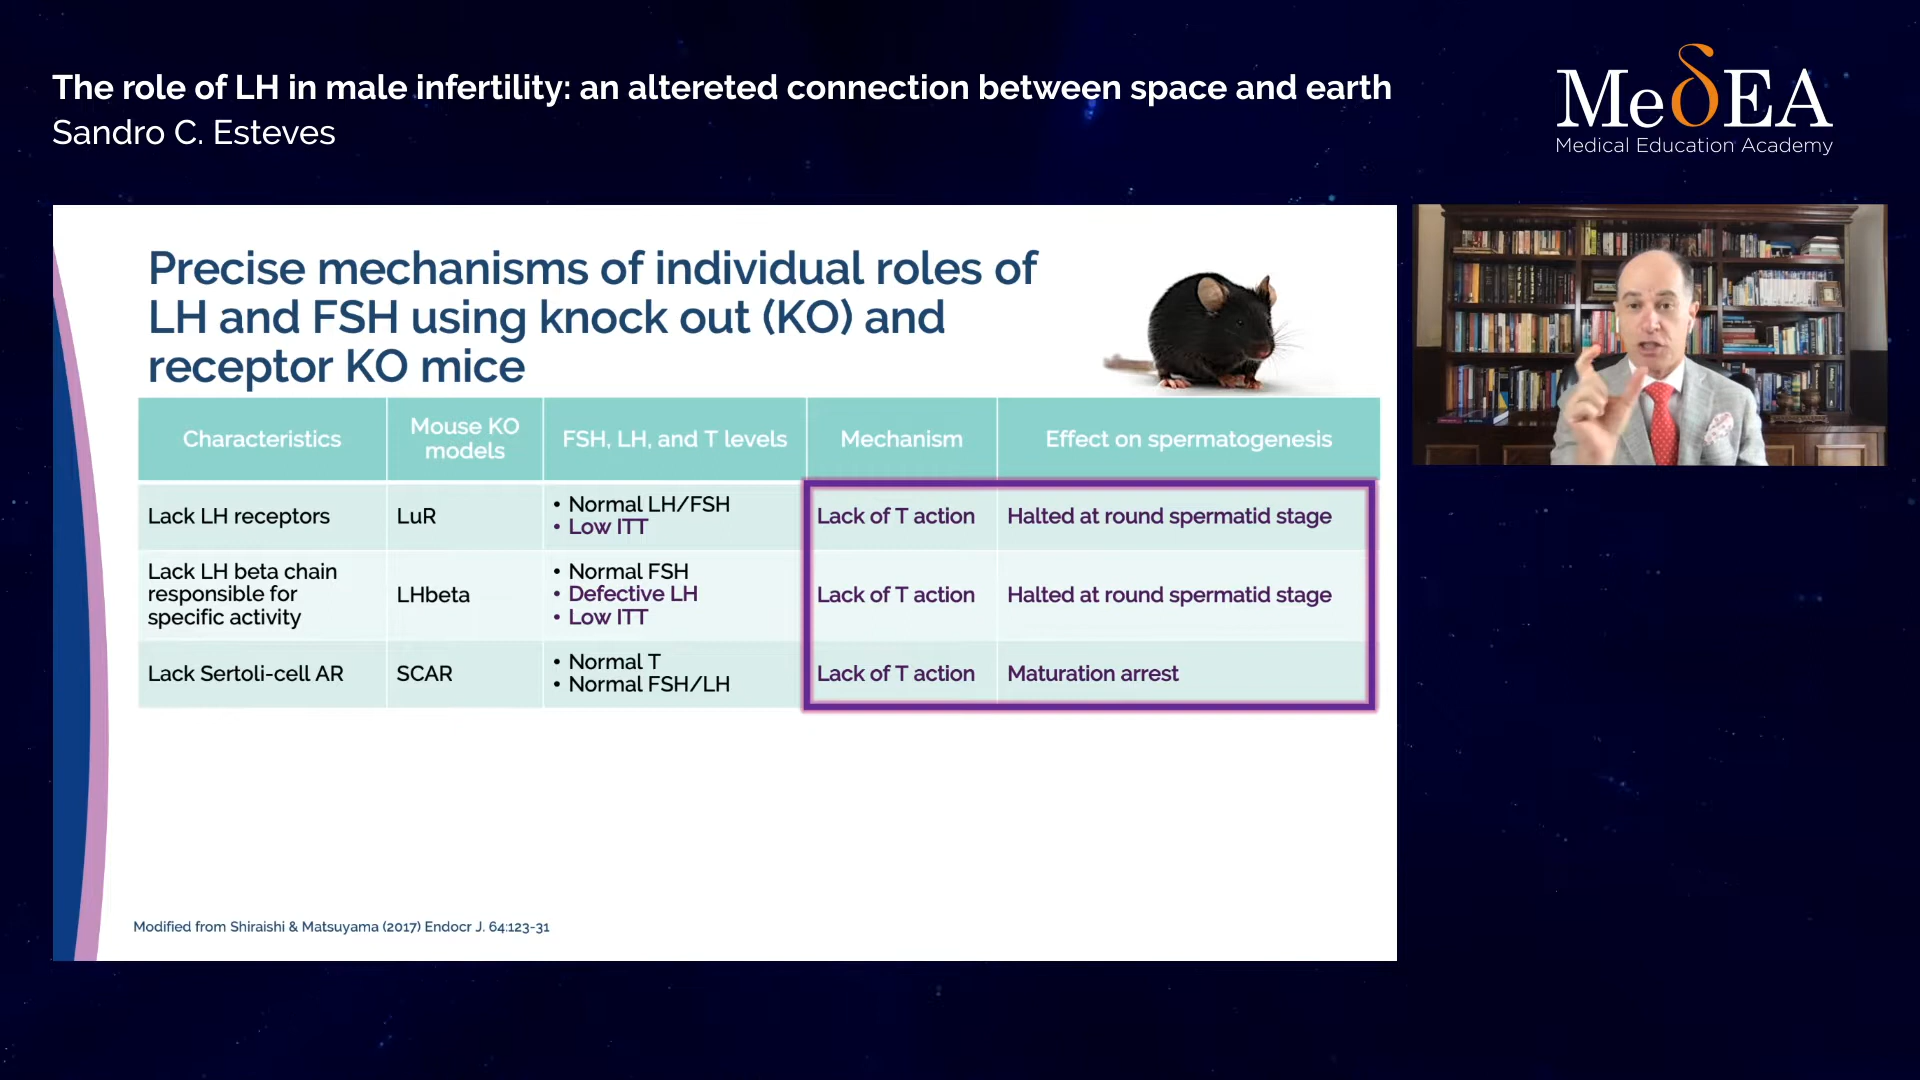 The role of LH in male infertility: an altereted connection between space and earth
Sandro C. Esteves
MeδEA
Medical Education Academy
Precise mechanisms of individual roles of
LH and FSH using knock out (KO) and
receptor KO mice
Characteristics
Mouse KO
models
FSH, LH, and T levels
Mechanism
Effect on spermatogenesis
Lack LH receptors
LuR
• Normal LH/FSH
• Low ITT
Lack of T action
Halted at round spermatid stage
Lack LH beta chain
responsible for
specific activity
LHbeta
• Normal FSH
• Defective LH
• Low ITT
Lack of T action
Halted at round spermatid stage
Lack Sertoli-cell AR
SCAR
• Normal T
• Normal FSH/LH
Lack of T action
Maturation arrest
Modified from Shiraishi & Matsuyama (2017) Endocr J. 64:123-31